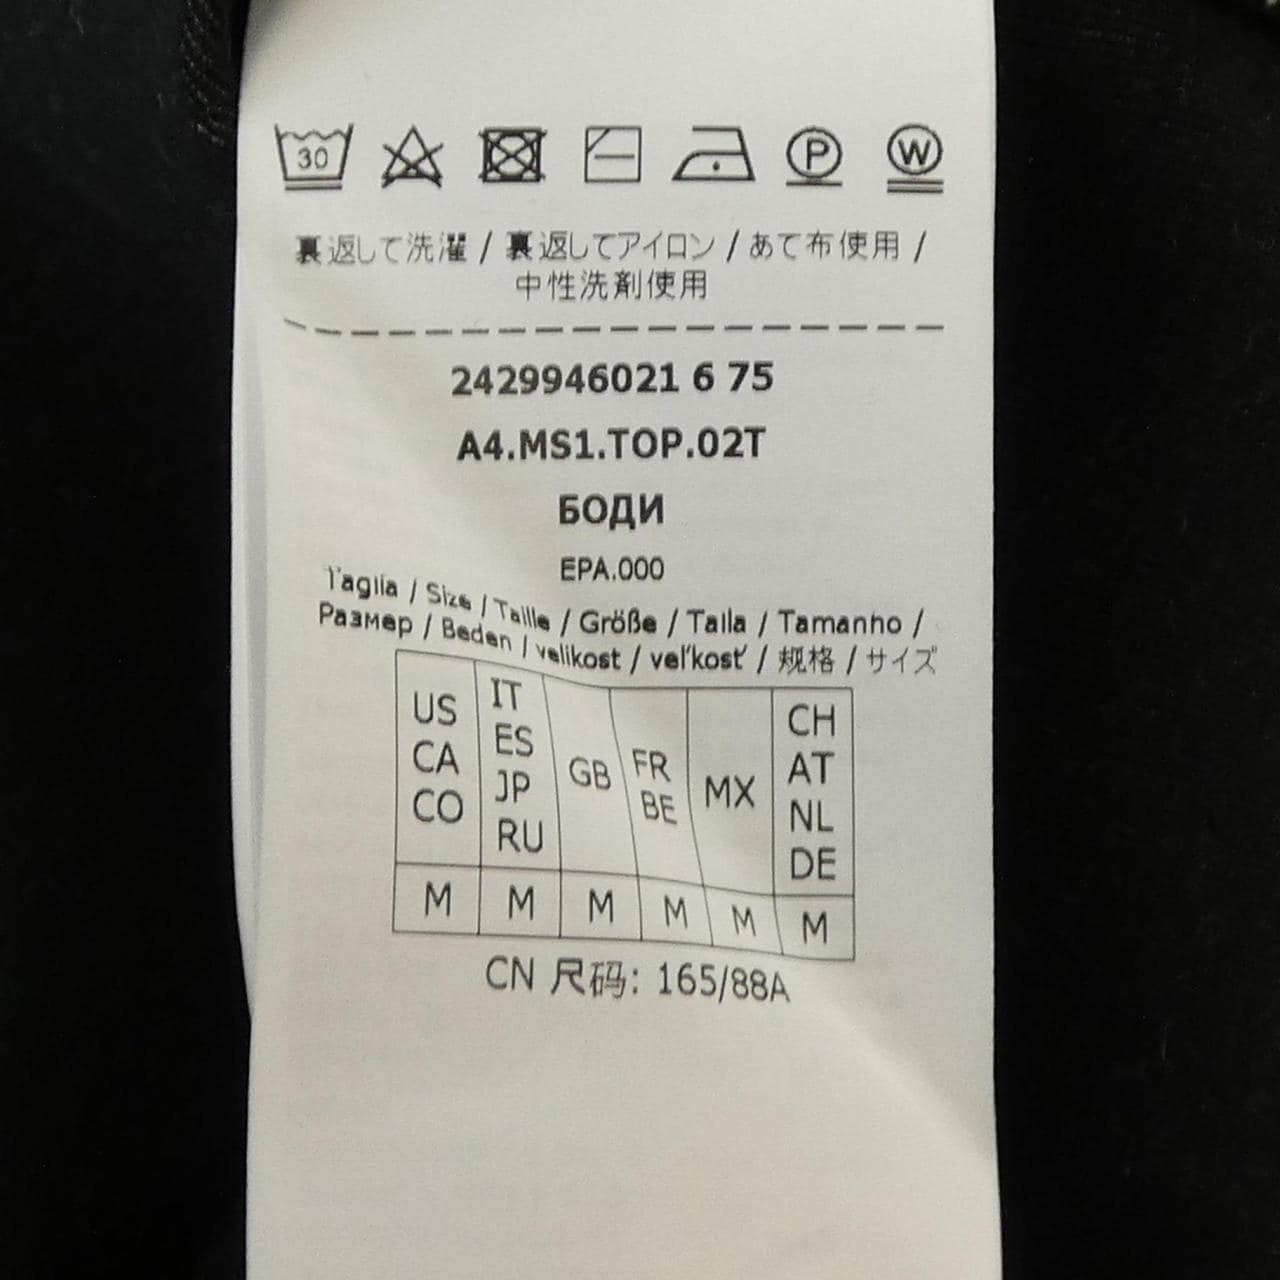 30 P W
裏返して洗濯 / 裏返してアイロン / あて布使用 /
中性洗剤使用
2429946021 6 75
A4.MS1.TOP.02T
БОДИ
EPA.000
Taglia / Size / Taille / Größe / Talla / Tamanho /
Размер / Beden / velikost / veľkosť / 规格 / サイズ
US CA CO IT ES JP RU GB FR BE MX CH AT NL DE
M M M M M M
CN 尺码: 165/88A